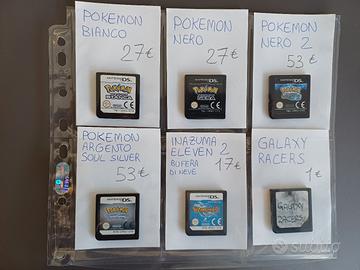 POKEMON
BIANCO
27€
POKEMON
NERO
27€
POKEMON
NERO 2
53 €
POKEMON
ARGENTO
SOUL SILVER
53€
INAZUMA
ELEVEN 2
BUFERA
DI NEVE
17€
GALAXY
RACERS
1€
GALAXY
RACERS
subito